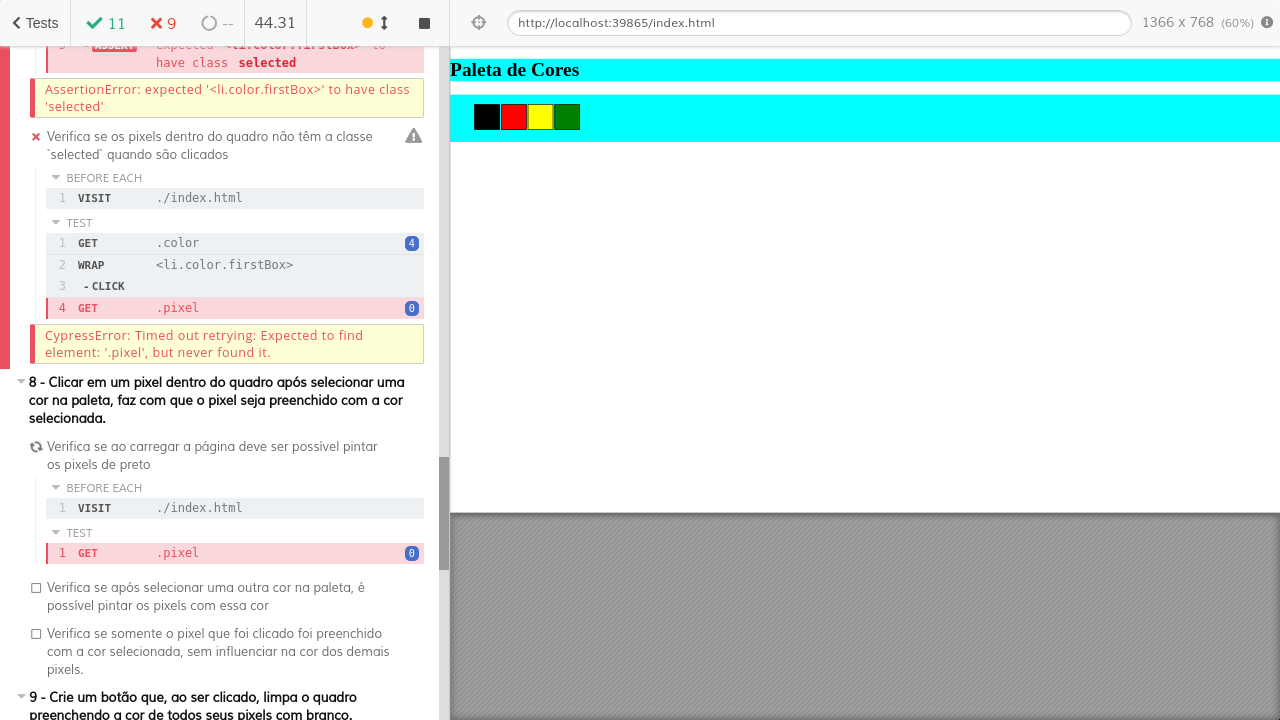 Tests
11
9
--
44.31
http://localhost:39865/index.html
1366 x 768 (60%)
3 - ASSERT expected <li.color.firstBox> to
have class selected
AssertionError: expected '<li.color.firstBox>' to have class
'selected'
Verifica se os pixels dentro do quadro não têm a classe
`selected` quando são clicados
BEFORE EACH
1 VISIT ./index.html
TEST
1 GET .color 4
2 WRAP <li.color.firstBox>
3 - CLICK
4 GET .pixel 0
CypressError: Timed out retrying: Expected to find
element: '.pixel', but never found it.
8 - Clicar em um pixel dentro do quadro após selecionar uma
cor na paleta, faz com que o pixel seja preenchido com a cor
selecionada.
Verifica se ao carregar a página deve ser possível pintar
os pixels de preto
BEFORE EACH
1 VISIT ./index.html
TEST
1 GET .pixel 0
Verifica se após selecionar uma outra cor na paleta, é
possível pintar os pixels com essa cor
Verifica se somente o pixel que foi clicado foi preenchido
com a cor selecionada, sem influenciar na cor dos demais
pixels.
9 - Crie um botão que, ao ser clicado, limpa o quadro
preenchendo a cor de todos seus pixels com branco.
Paleta de Cores